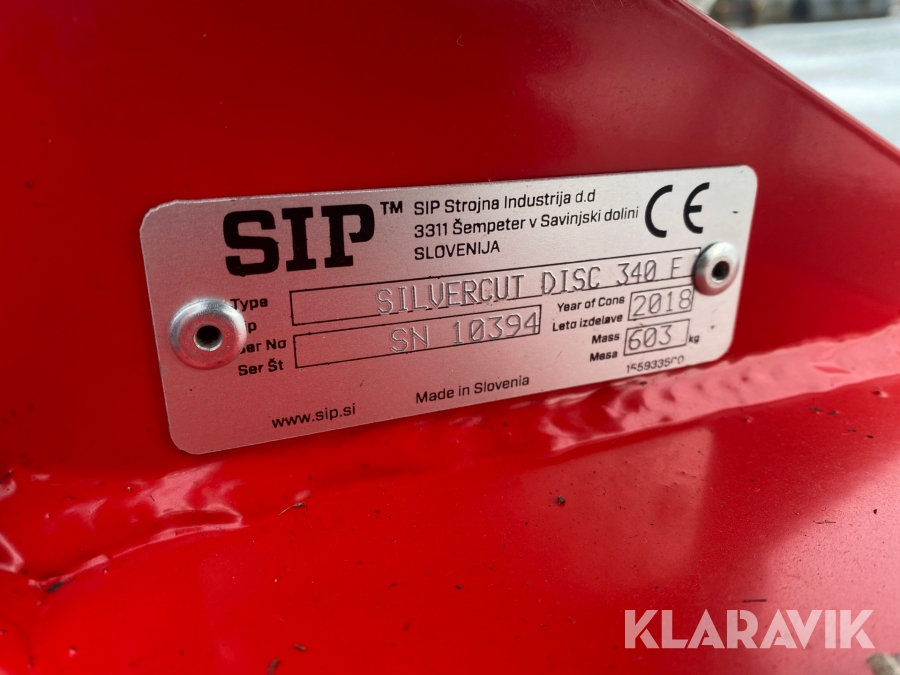 SIP™
SIP Strojna Industrija d.d
3311 Šempeter v Savinjski dolini
SLOVENIJA
CE
Type SILVERCUT DISC 340 F
Ser No SN 10394
Ser Št
Year of Cons 2018
Leto izdelave
Mass 603 kg
Masa
Made in Slovenia
www.sip.si
KLARAVIK